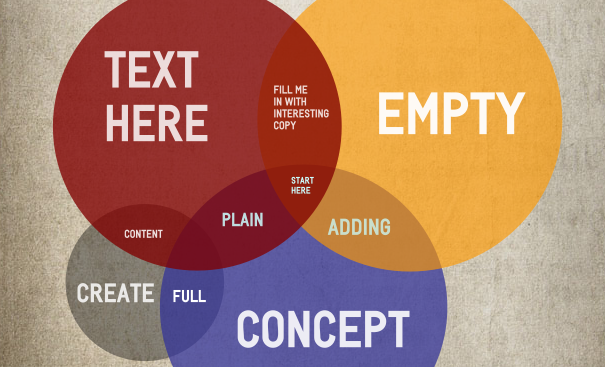 TEXT
HERE
FILL ME
IN WITH
INTERESTING
COPY
EMPTY
START
HERE
PLAIN
ADDING
CONTENT
CREATE
FULL
CONCEPT